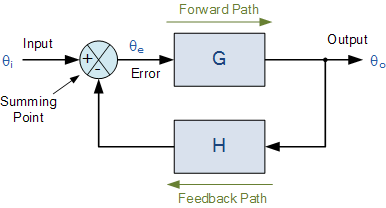 Forward Path
Input
Output
θi
+
-
θe
Error
G
θo
Summing
Point
H
Feedback Path